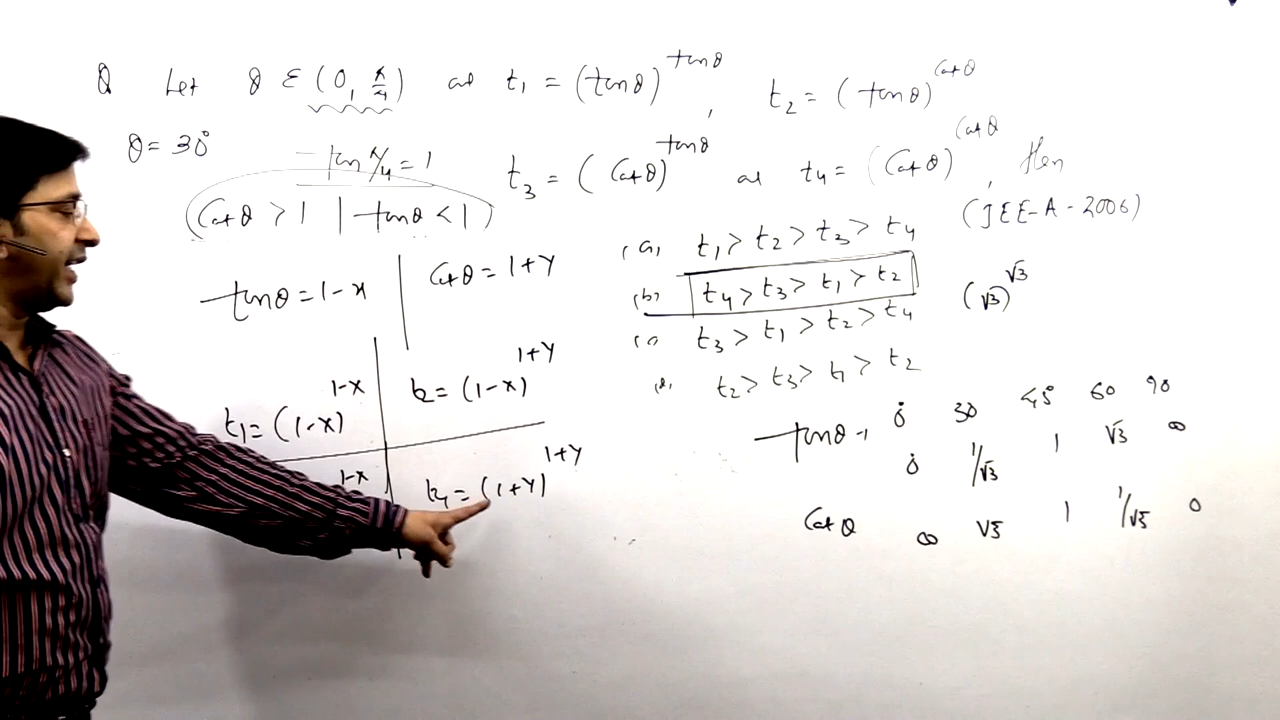 Q Let θ ε (0, π/4) and t₁ = (tanθ)^tanθ, t₂ = (tanθ)^cotθ
t₃ = (Cotθ)^tanθ and t₄ = (Cotθ)^cotθ, then
(JEE-A-2006)
θ = 30°
tan π/4 = 1
(Cotθ > 1 | tanθ < 1)
tanθ = 1-x
Cotθ = 1+y
t₁ = (1-x)^1-x
t₂ = (1-x)^1+y
1-x
t₄ = (1+y)^1+y
(a) t₁ > t₂ > t₃ > t₄
(b) t₄ > t₃ > t₁ > t₂
(c) t₃ > t₁ > t₂ > t₄
(d) t₂ > t₃ > t₁ > t₂
(√3)^√3
0 30 45 60 90
tanθ → 0 1/√3 1 √3 ∞
Cotθ ∞ √3 1 1/√3 0